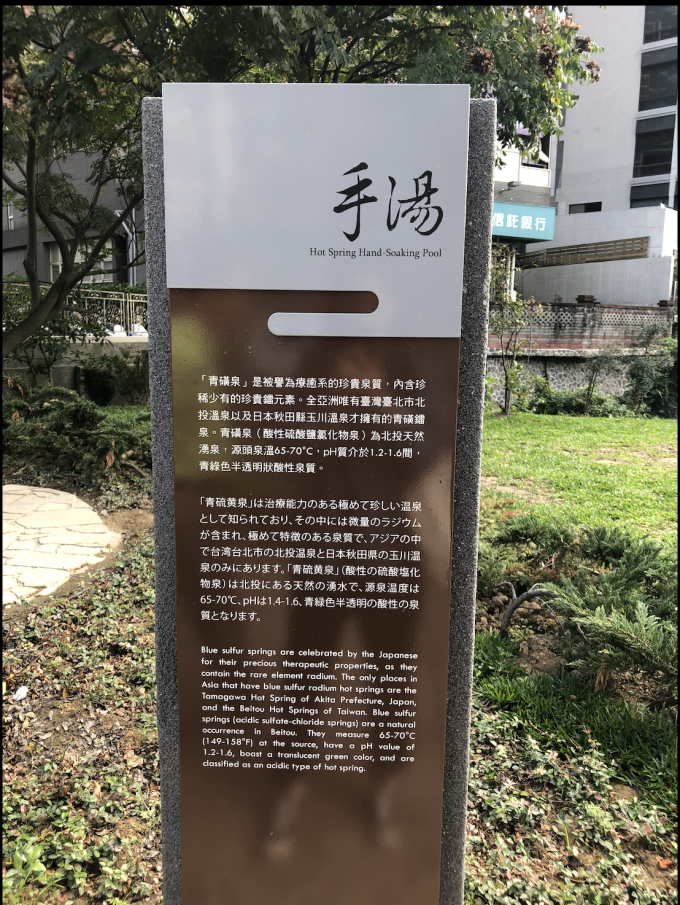 手湯
Hot Spring Hand-Soaking Pool
信託銀行
「青磺泉」是被譽為療癒系的珍貴泉質，內含珍
稀少有的珍貴鐳元素。全亞洲唯有臺灣臺北市北
投溫泉以及日本秋田縣玉川溫泉才擁有的青磺鐳
泉。青磺泉（酸性硫酸鹽氯化物泉）為北投天然
湧泉，源頭泉溫65-70°C，pH質介於1.2-1.6間，
青綠色半透明狀酸性泉質。
「青硫黄泉」は治療能力のある極めて珍しい温泉
として知られており、その中には微量のラジウム
が含まれ、極めて特徴のある泉質で、アジアの中
で台湾台北市の北投温泉と日本秋田県の玉川温
泉のみにあります。「青硫黄泉」（酸性の硫酸塩化
物泉）は北投にある天然の湧水で、源泉温度は
65-70℃、pHは1.4-1.6、青緑色半透明の酸性の泉
質となります。
Blue sulfur springs are celebrated by the Japanese
for their precious therapeutic properties, as they
contain the rare element radium. The only places in
Asia that have blue sulfur radium hot springs are the
Tamagawa Hot Spring of Akita Prefecture, Japan,
and the Beitou Hot Springs of Taiwan. Blue sulfur
springs (acidic sulfate-chloride springs) are a natural
occurrence in Beitou. They measure 65-70°C
(149-158°F) at the source, have a pH value of
1.2-1.6, boast a translucent green color, and are
classified as an acidic type of hot spring.